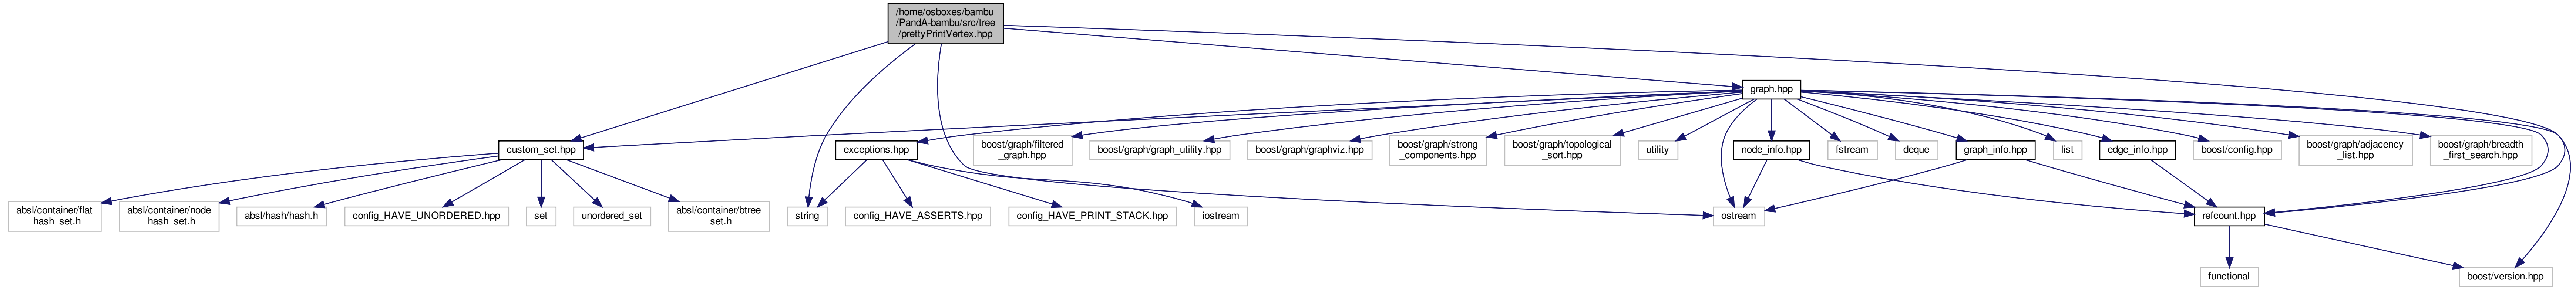 /home/osboxes/bambu
/PandA-bambu/src/tree
/prettyPrintVertex.hpp
graph.hpp
custom_set.hpp
exceptions.hpp
boost/graph/filtered
_graph.hpp
boost/graph/graph_utility.hpp
boost/graph/graphviz.hpp
boost/graph/strong
_components.hpp
boost/graph/topological
_sort.hpp
utility
node_info.hpp
fstream
deque
graph_info.hpp
list
edge_info.hpp
boost/config.hpp
boost/graph/adjacency
_list.hpp
boost/graph/breadth
_first_search.hpp
absl/container/flat
_hash_set.h
absl/container/node
_hash_set.h
absl/hash/hash.h
config_HAVE_UNORDERED.hpp
set
unordered_set
absl/container/btree
_set.h
string
config_HAVE_ASSERTS.hpp
config_HAVE_PRINT_STACK.hpp
iostream
ostream
refcount.hpp
functional
boost/version.hpp